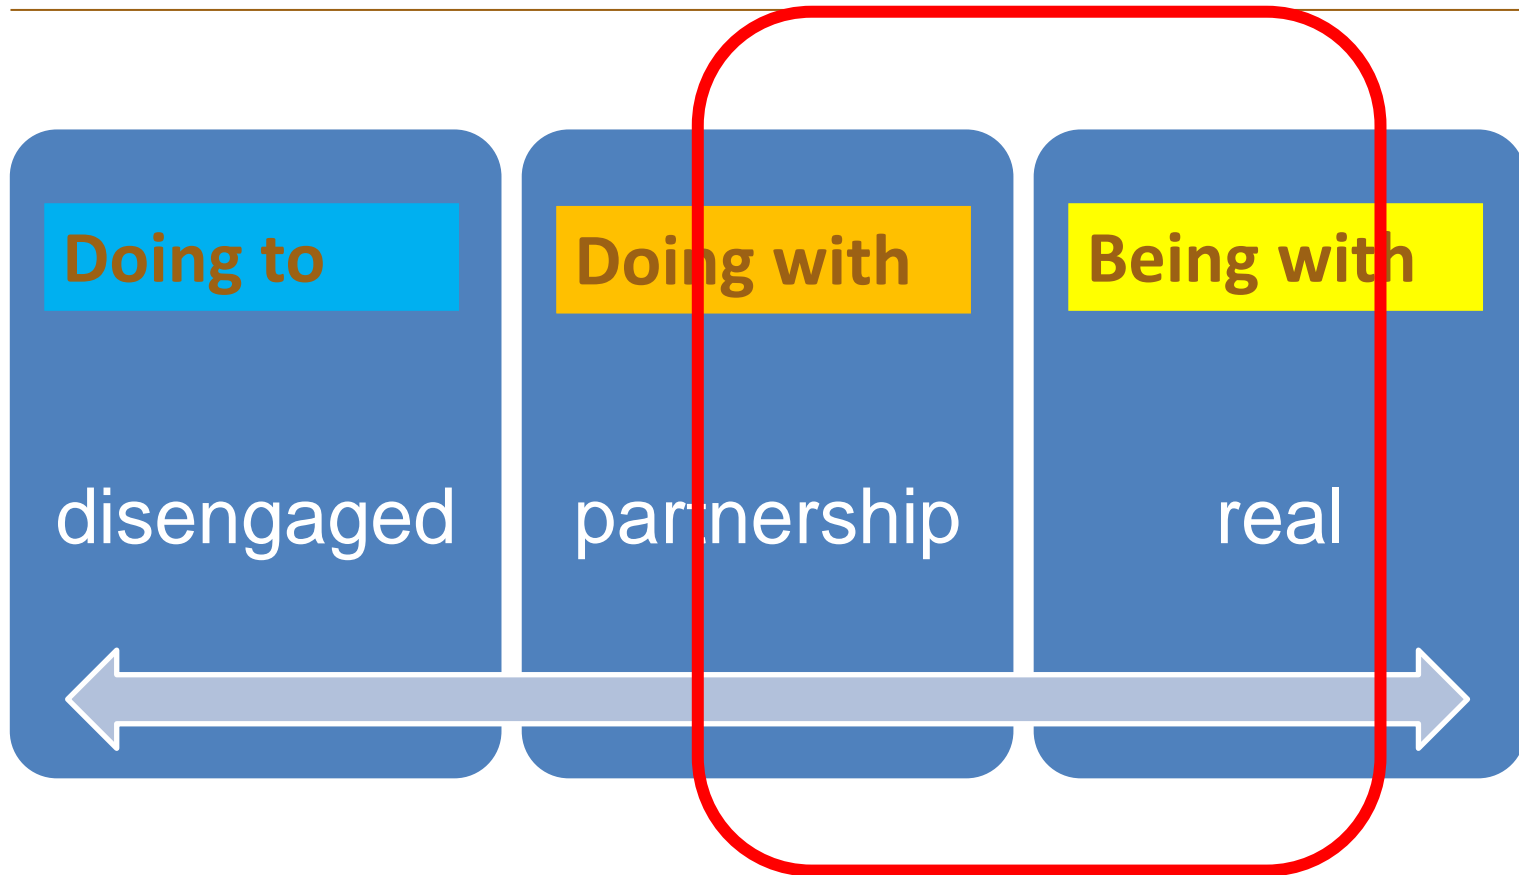 Doing to
Doing with
Being with
disengaged
partnership
real